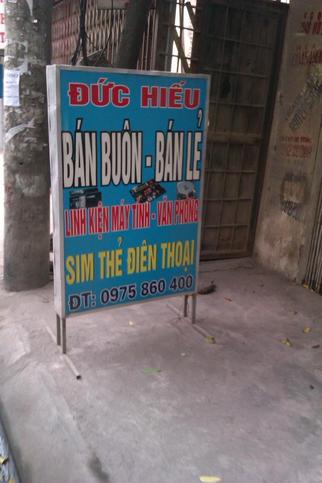 ĐỨC HIẾU
BÁN BUÔN - BÁN LẺ
LINH KIỆN MÁY TÍNH - VĂN PHÒNG
SIM THẺ ĐIỆN THOẠI
ĐT: 0975 860 400